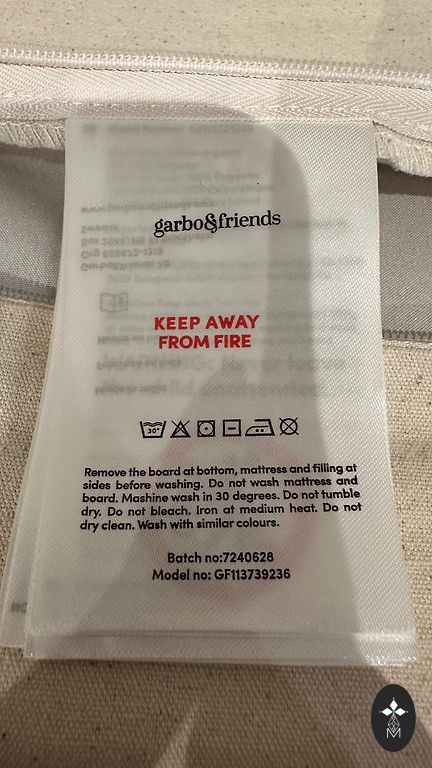 garbo&friends
KEEP AWAY
FROM FIRE
30°
Remove the board at bottom, mattress and filling at
sides before washing. Do not wash mattress and
board. Mashine wash in 30 degrees. Do not tumble
dry. Do not bleach. Iron at medium heat. Do not
dry clean. Wash with similar colours.
Batch no:7240628
Model no: GF113739236
M